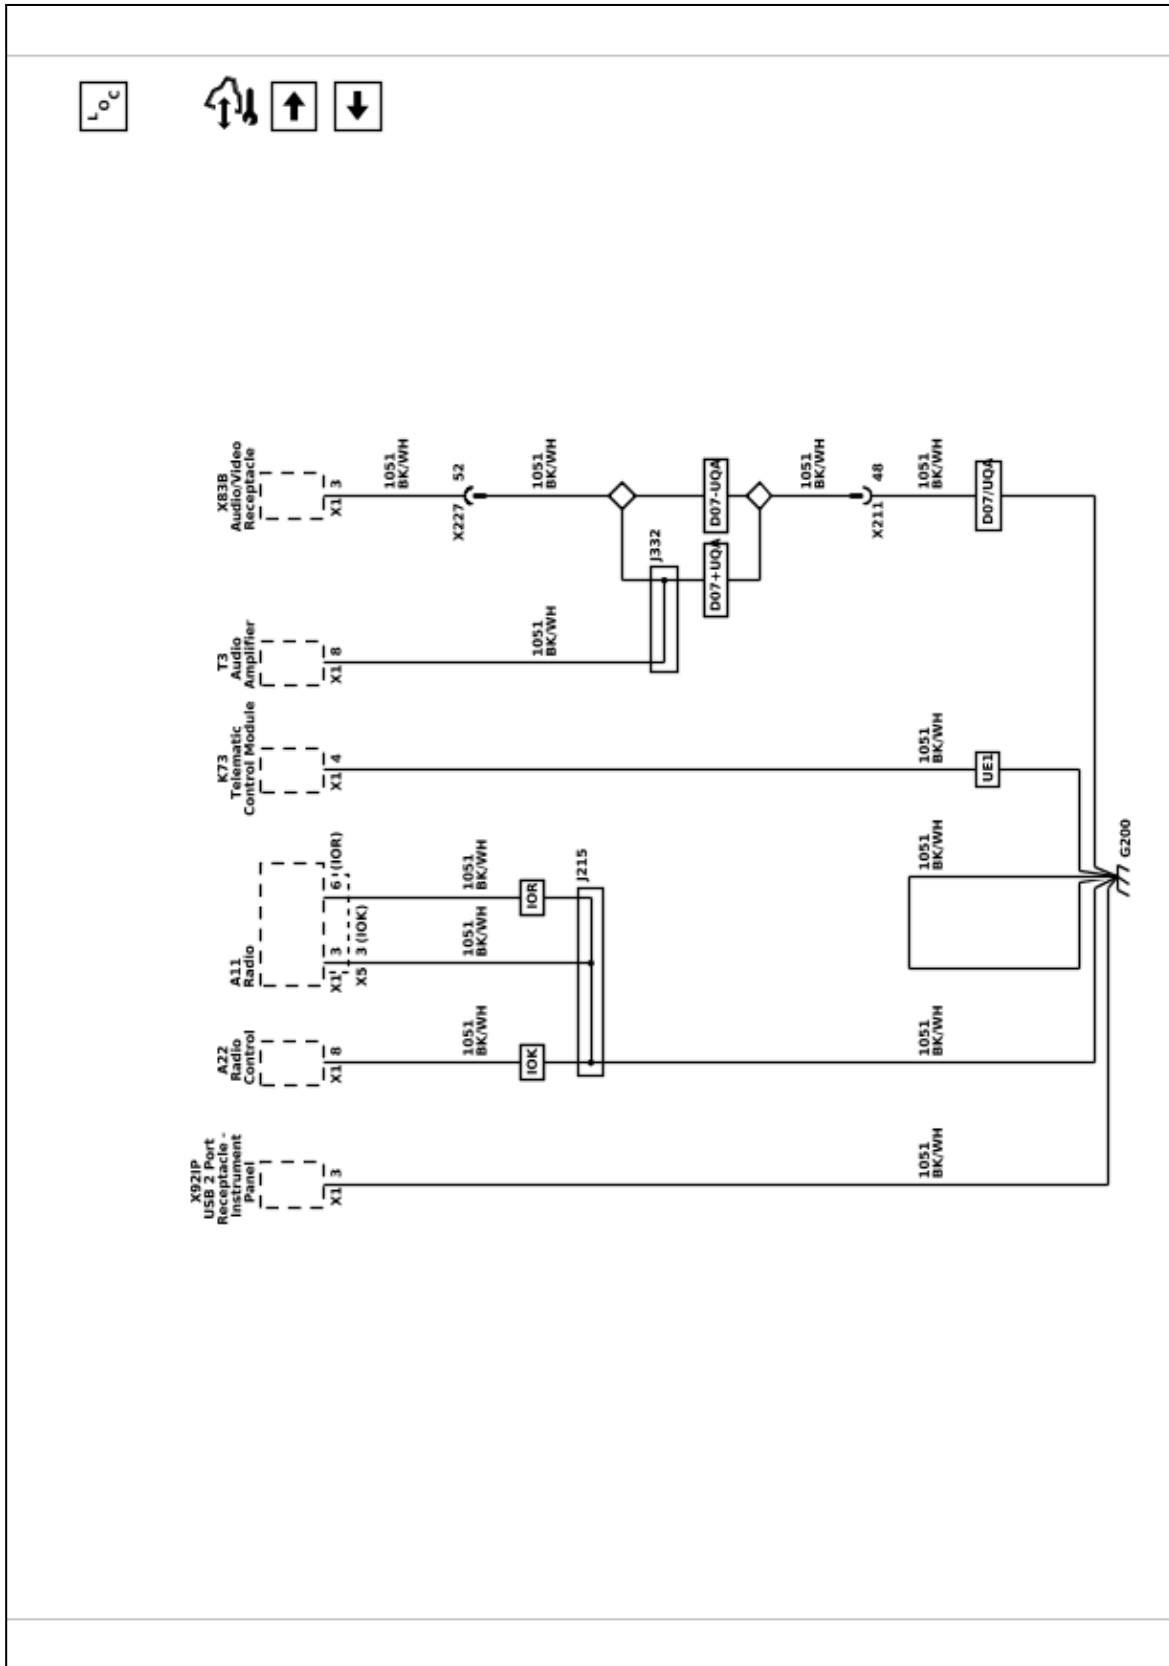 LOC
X92IP
USB 2 Port
Receptacle -
Instrument
Panel
X1 3
1051
BK/WH
A22
Radio
Control
X1 8
1051
BK/WH
IOK
1051
BK/WH
A11
Radio
X1 3
X5 3 (IOK)
6 (IOR)
1051
BK/WH
1051
BK/WH
IOR
J215
1051
BK/WH
K73
Telematic
Control Module
X1 4
1051
BK/WH
UE1
T3
Audio
Amplifier
X1 8
1051
BK/WH
J332
X83B
Audio/Video
Receptacle
X1 3
1051
BK/WH
X227 52
1051
BK/WH
D07+UQA
D07-UQA
1051
BK/WH
X211 48
1051
BK/WH
D07/UQA
G200